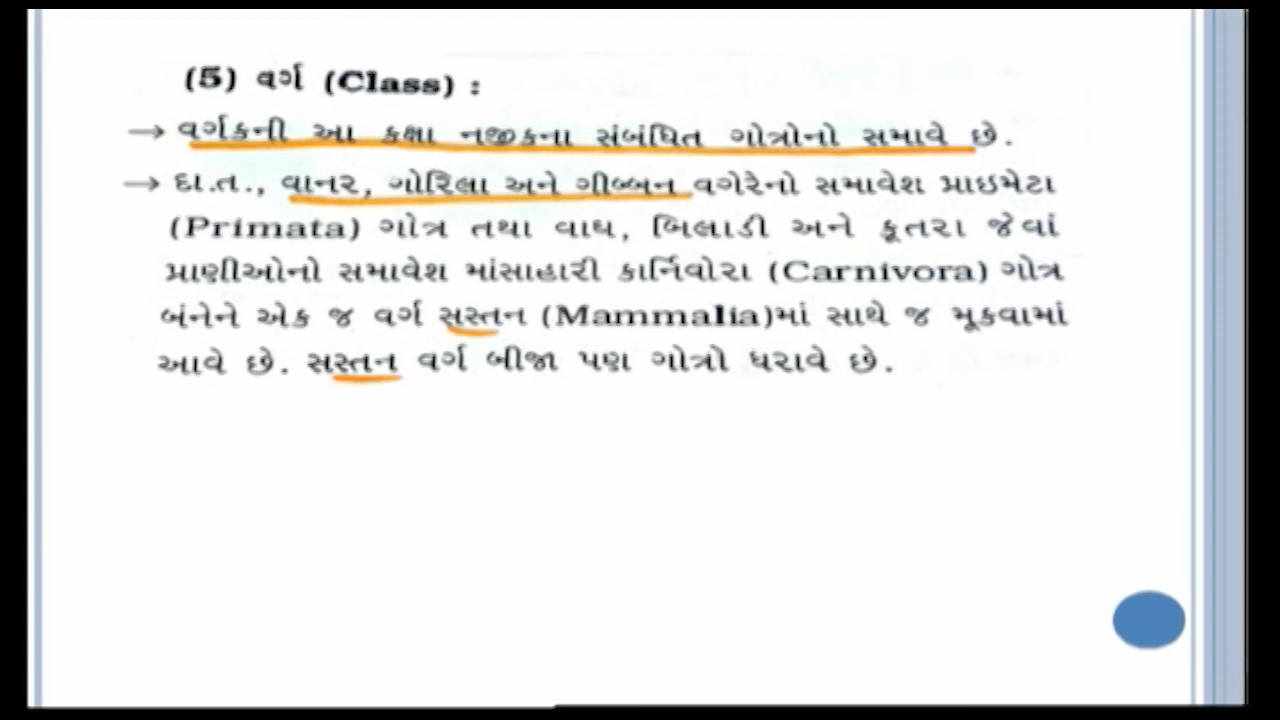 (5) વર્ગ (Class) :
→ વર્ગકની આ કક્ષા નજીકના સંબંધિત ગોત્રોનો સમાવે છે.
→ દા.ત., વાનર, ગોરિલા અને ગીબ્બન વગેરેનો સમાવેશ પ્રાઇમેટા
(Primata) ગોત્ર તથા વાઘ, બિલાડી અને કૂતરા જેવાં
પ્રાણીઓનો સમાવેશ માંસાહારી કાર્નિવોરા (Carnivora) ગોત્ર
બંનેને એક જ વર્ગ સસ્તન (Mammalia)માં સાથે જ મૂકવામાં
આવે છે. સસ્તન વર્ગ બીજા પણ ગોત્રો ધરાવે છે.